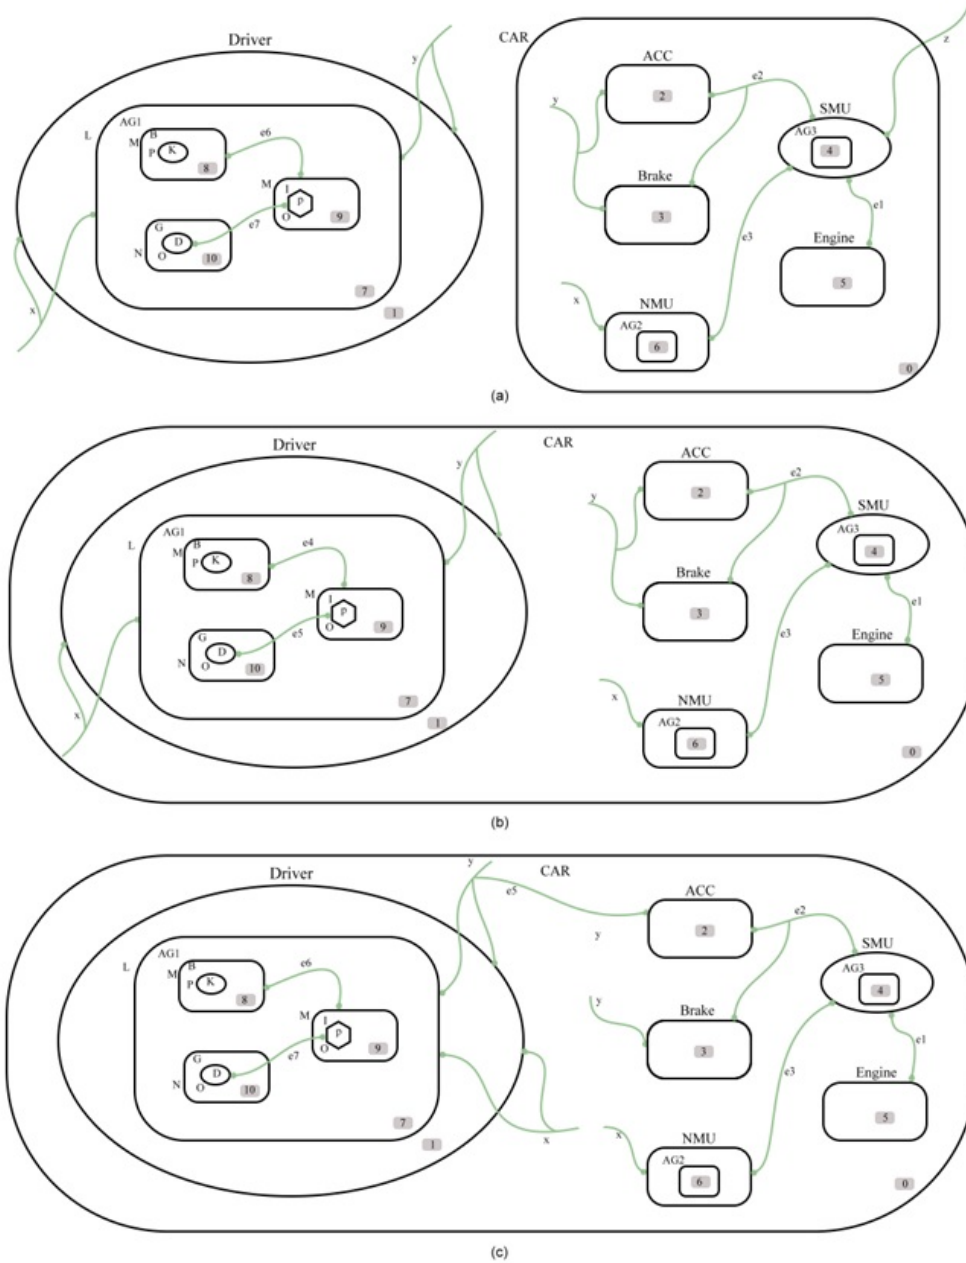 Driver
CAR
z
y
ACC
2
e2
SMU
AG3
4
L
AG1
B
M
P
K
8
e6
y
M
I
P
O
9
Brake
3
e1
G
D
N
O
10
e7
e3
Engine
5
x
NMU
AG2
6
7
1
x
0
(a)
Driver
CAR
y
ACC
2
e2
SMU
AG3
4
L
AG1
B
M
P
K
8
e4
y
M
I
P
O
9
Brake
3
e1
G
D
N
O
10
e5
e3
Engine
5
x
NMU
AG2
6
7
1
x
0
(b)
y
Driver
CAR
e5
ACC
2
e2
y
SMU
AG3
4
L
AG1
B
M
P
K
8
e6
y
M
I
P
O
9
Brake
3
e1
G
D
N
O
10
e7
e3
Engine
5
7
1
x
x
NMU
AG2
6
0
(c)